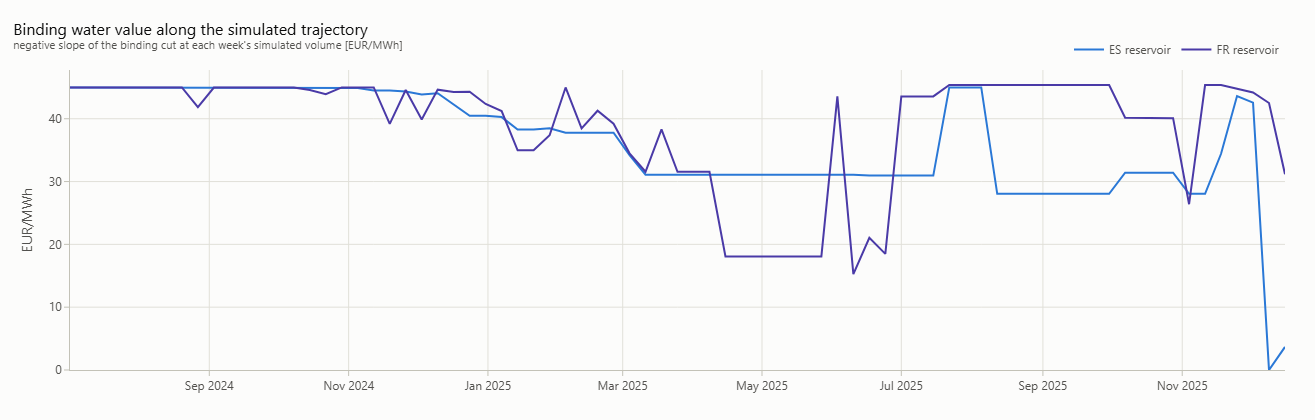 Binding water value along the simulated trajectory
negative slope of the binding cut at each week's simulated volume [EUR/MWh]
ES reservoir
FR reservoir
EUR/MWh
40
30
20
10
0
Sep 2024
Nov 2024
Jan 2025
Mar 2025
May 2025
Jul 2025
Sep 2025
Nov 2025